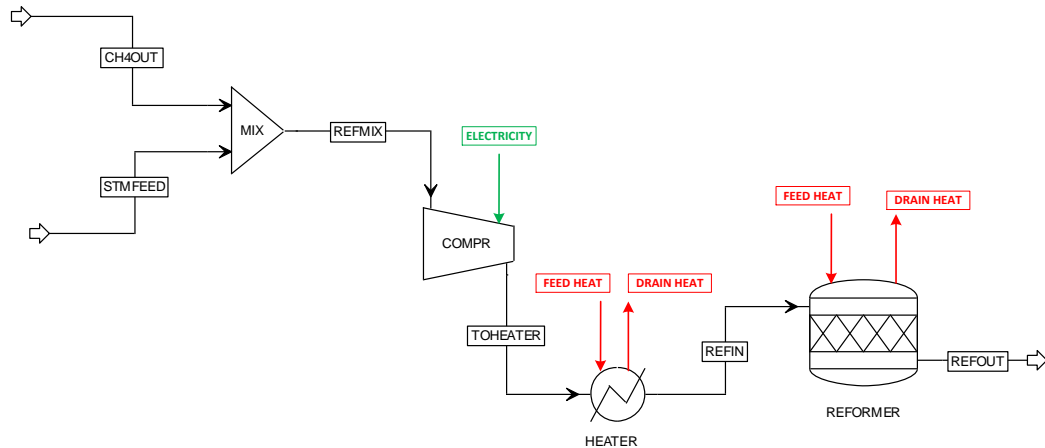 CH4OUT
MIX
REFMIX
ELECTRICITY
STMFEED
FEED HEAT
DRAIN HEAT
COMPR
FEED HEAT
DRAIN HEAT
TOHEATER
REFIN
REFOUT
REFORMER
HEATER